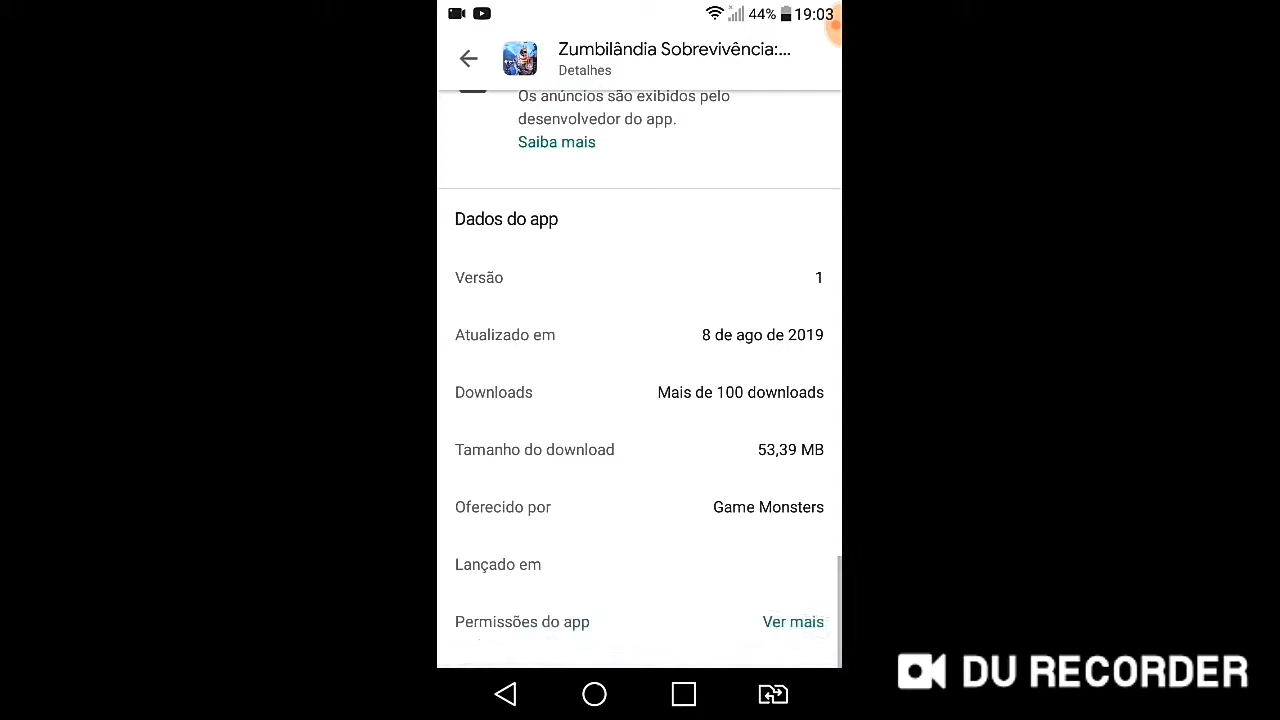 44% 19:03
Zumbilândia Sobrevivência:...
Detalhes
Os anúncios são exibidos pelo
desenvolvedor do app.
Saiba mais
Dados do app
Versão 1
Atualizado em 8 de ago de 2019
Downloads Mais de 100 downloads
Tamanho do download 53,39 MB
Oferecido por Game Monsters
Lançado em
Permissões do app Ver mais
DU RECORDER